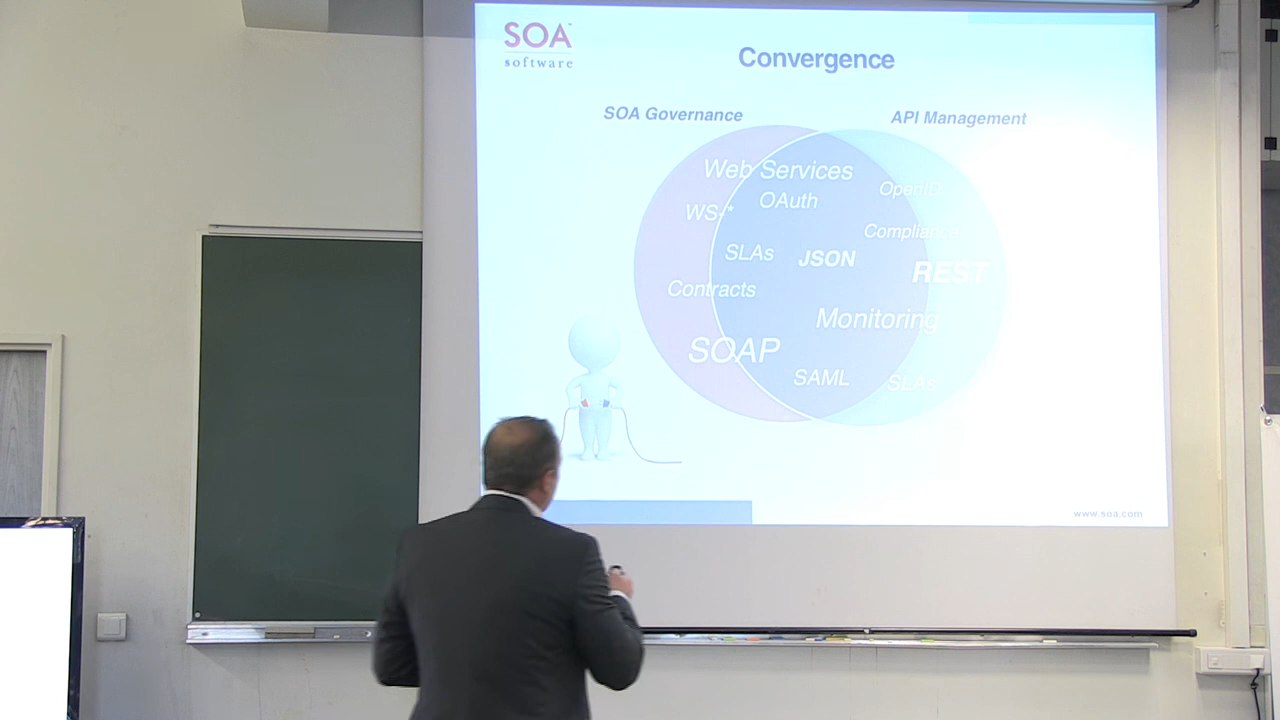 SOA™
software
Convergence
SOA Governance
API Management
Web Services
OpenID
OAuth
WS-*
Compliance
SLAs
JSON
REST
Contracts
Monitoring
SOAP
SAML
SLAs
www.soa.com